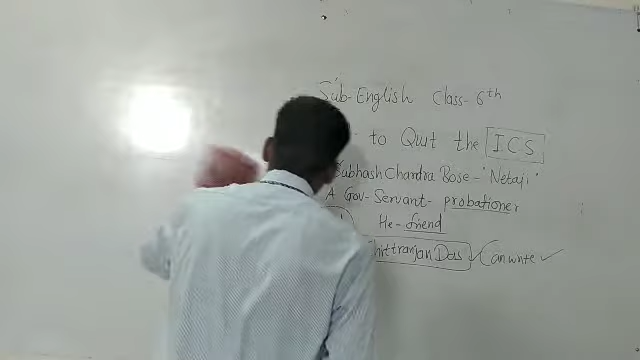 Sub-English Class-6th
to Quit the ICS
Subhash Chandra Bose - 'Netaji'
A Gov-Servant - probationer
He-friend
hittranjan Das Can write